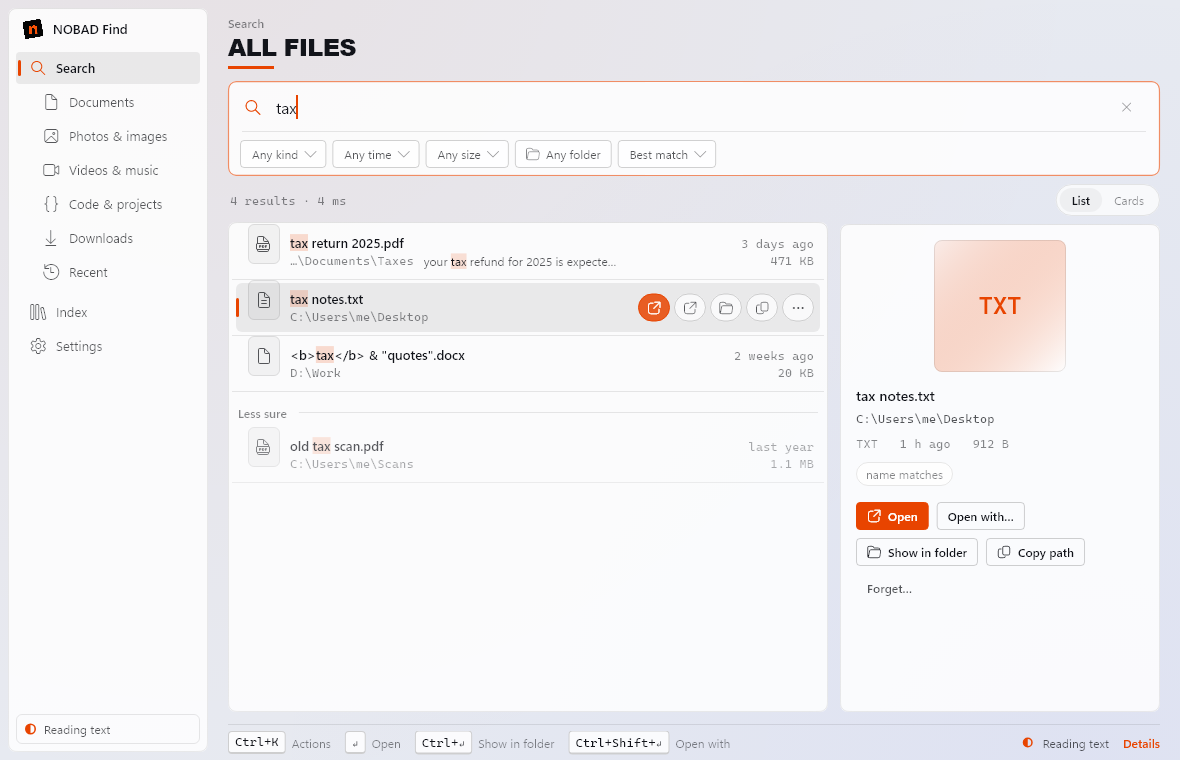 n NOBAD Find
Search
Documents
Photos & images
Videos & music
Code & projects
Downloads
Recent
Index
Settings
Reading text
Search
ALL FILES
tax
Any kind Any time Any size Any folder Best match
4 results · 4 ms
List Cards
PDF tax return 2025.pdf 3 days ago
…\Documents\Taxes your tax refund for 2025 is expecte… 471 KB
tax notes.txt
C:\Users\me\Desktop
<b>tax</b> & "quotes".docx 2 weeks ago
D:\Work 20 KB
Less sure
PDF old tax scan.pdf last year
C:\Users\me\Scans 1.1 MB
TXT
tax notes.txt
C:\Users\me\Desktop
TXT 1 h ago 912 B
name matches
Open Open with…
Show in folder Copy path
Forget…
Ctrl+K Actions ↵ Open Ctrl+↵ Show in folder Ctrl+Shift+↵ Open with
Reading text Details